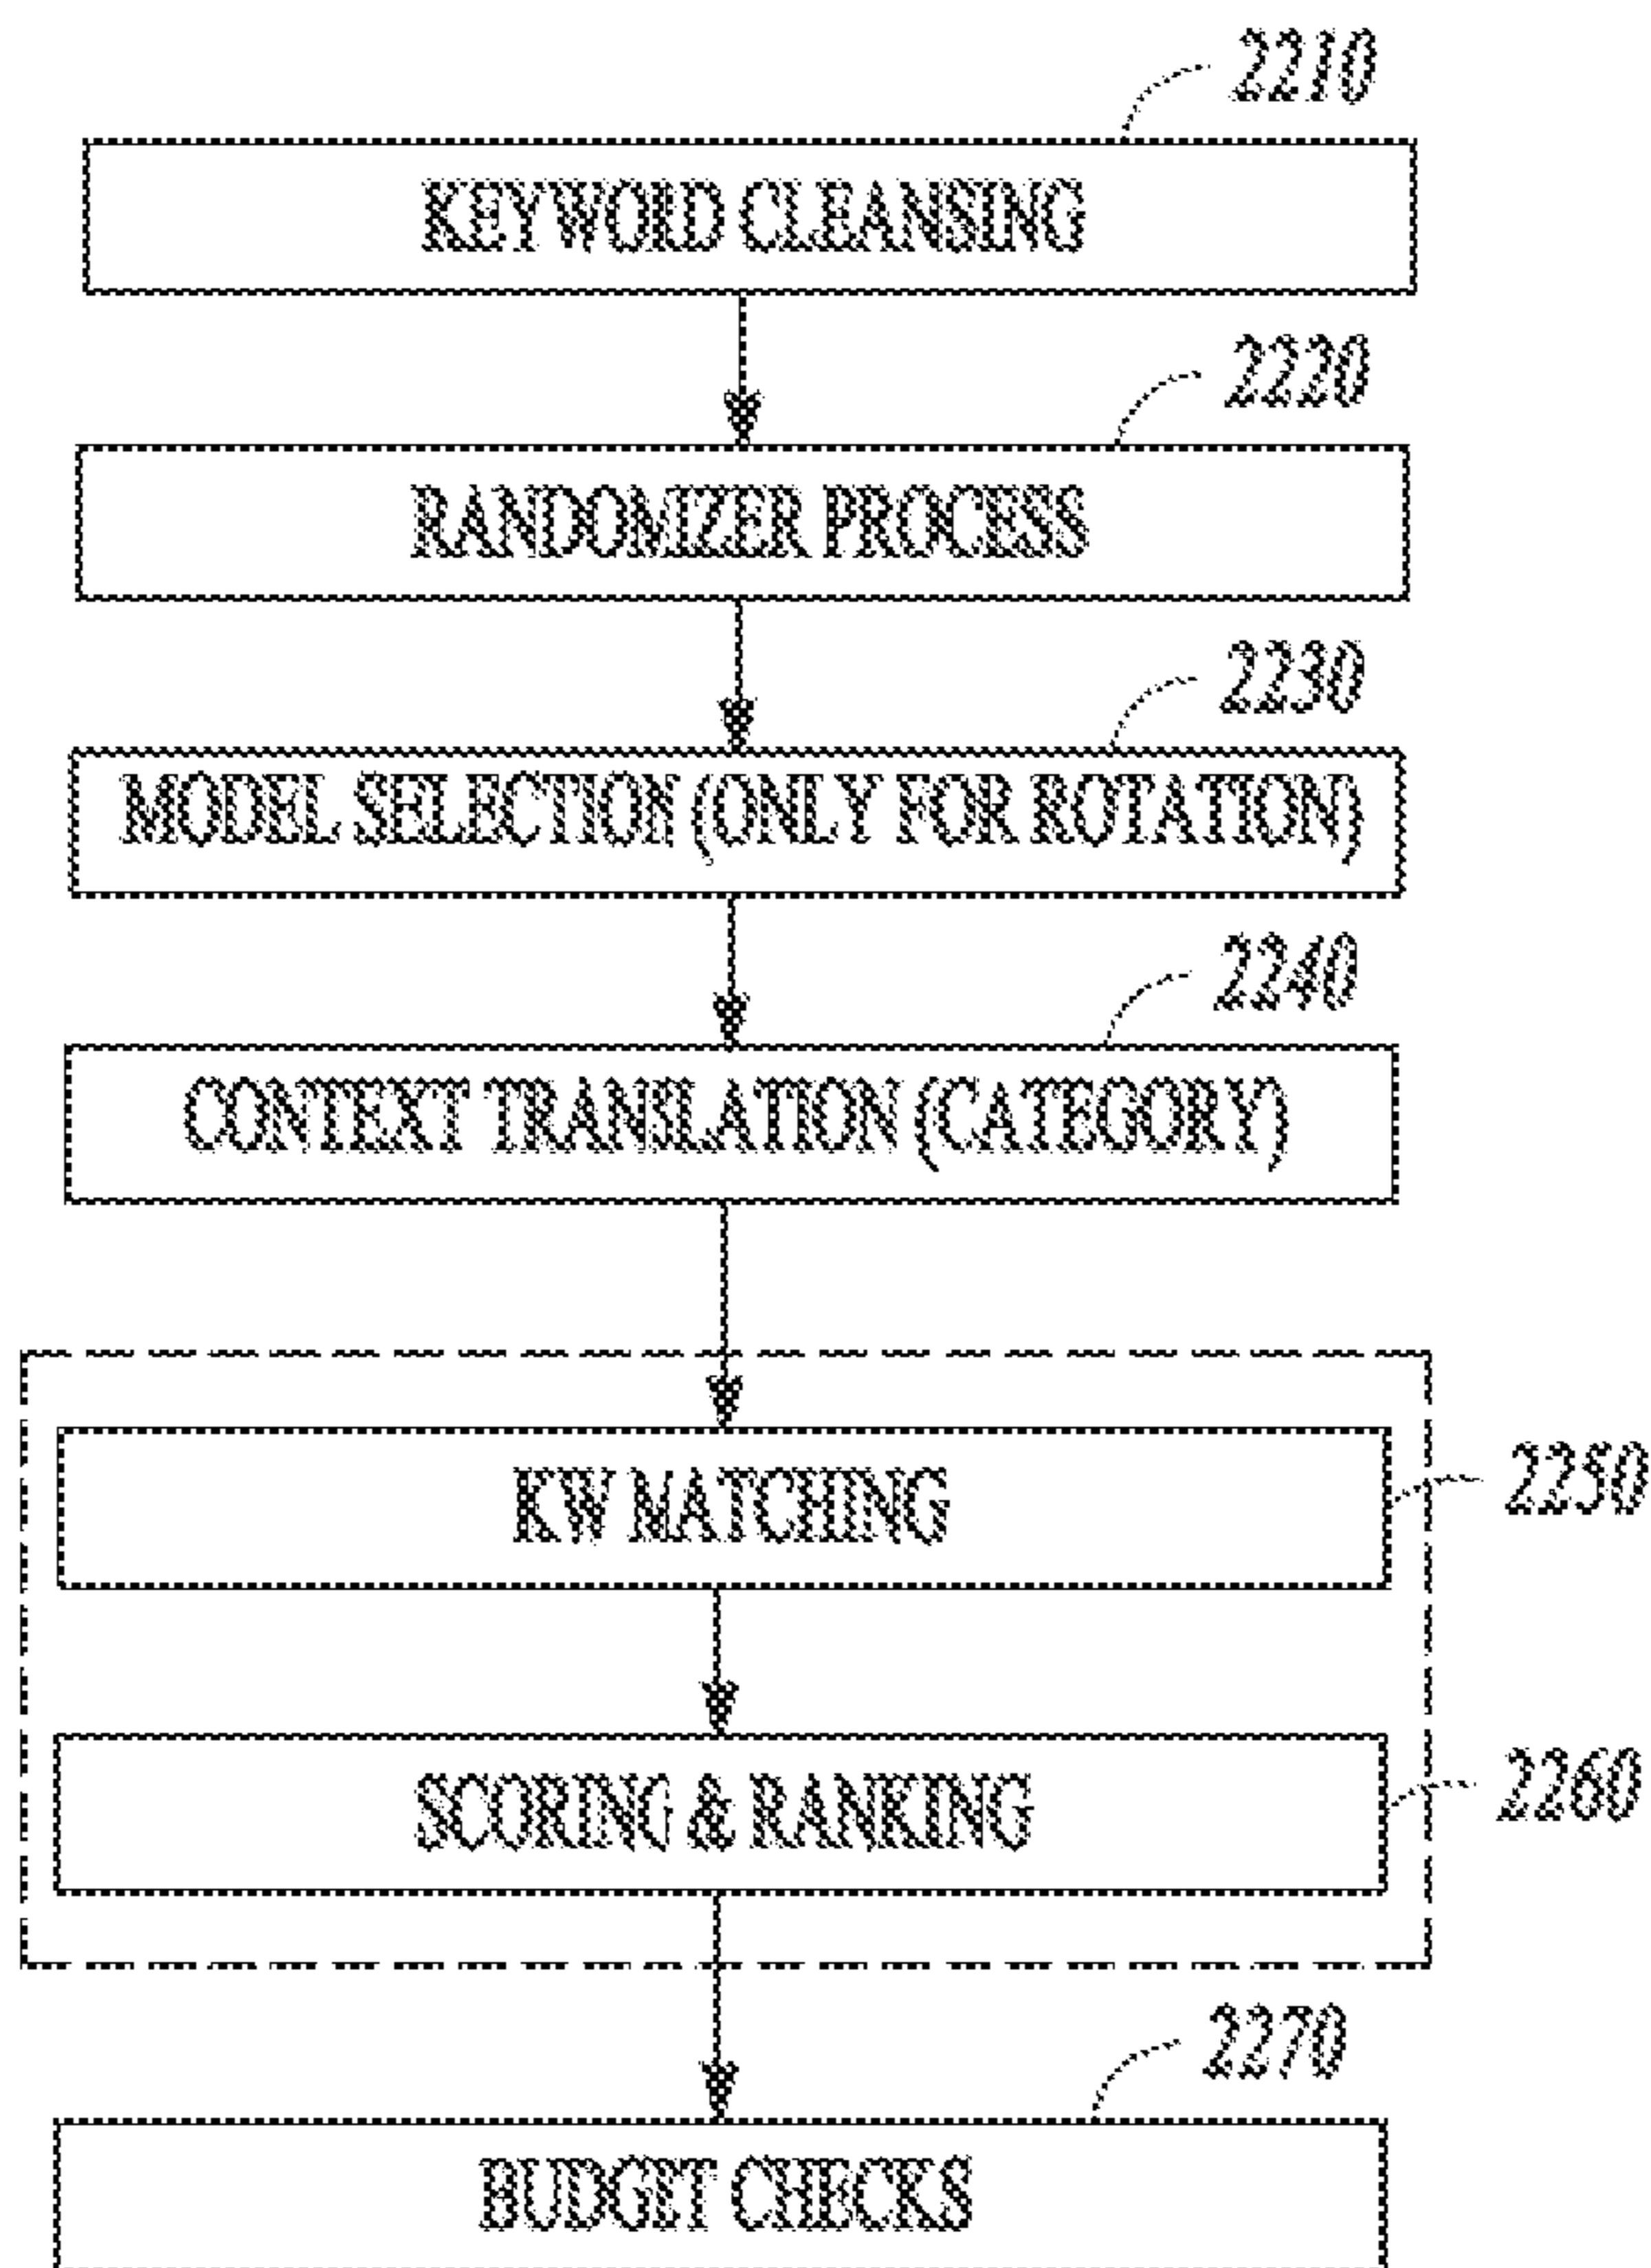 2210
KEYWORD CLEANSING
2220
RANDOMIZER PROCESS
2230
MODEL SELECTION (ONLY FOR ROTATION)
2240
CONTEXT TRANSLATION (CATEGORY)
KW MATCHING
2250
SCORING & RANKING
2260
2270
BUDGET CHECKS